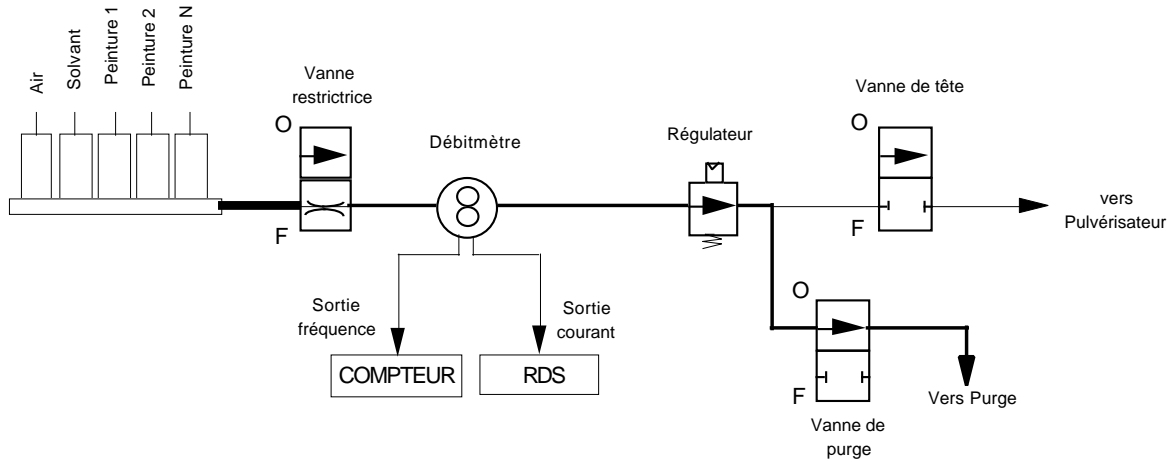 Air
Solvant
Peinture 1
Peinture 2
Peinture N
Vanne
restrictrice
O
F
Débitmètre
Sortie
fréquence
Sortie
courant
COMPTEUR
RDS
Régulateur
Vanne de tête
O
F
vers
Pulvérisateur
O
F
Vanne de
purge
Vers Purge